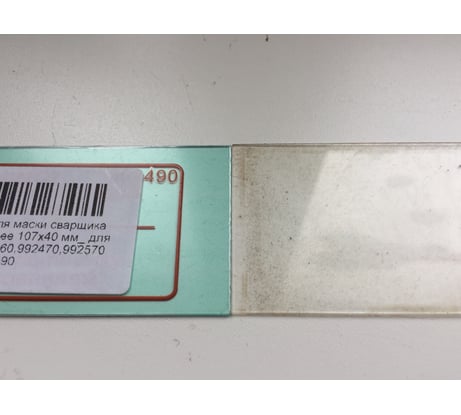 490
ля маски сварщика
ее 107х40 мм_ для
60,992470,992570
90